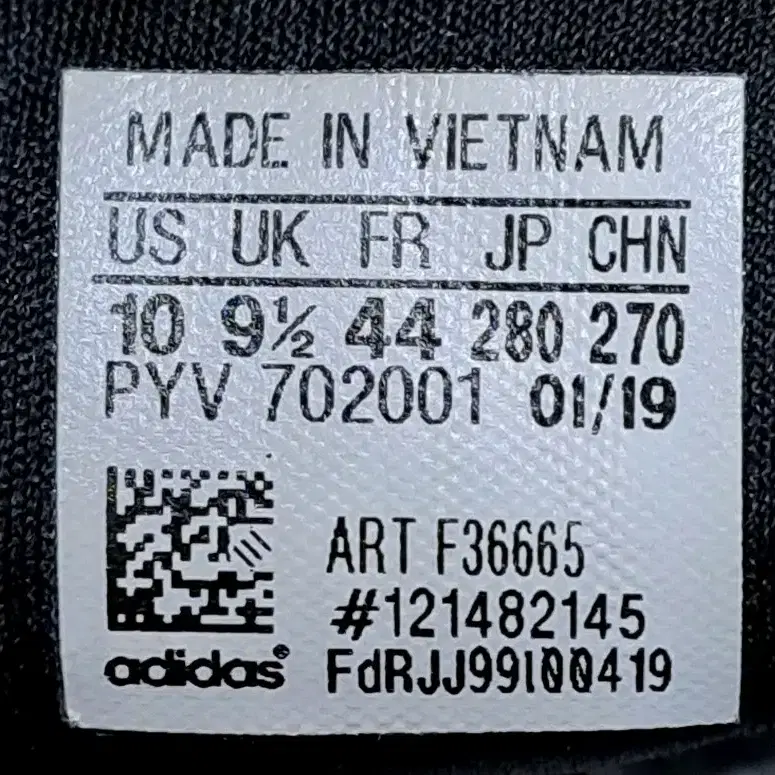 MADE IN VIETNAM
US UK FR JP CHN
10 9½ 44 280 270
PYV 702001 01/19
ART F36665
#121482145
adidas® FdRJJ99l00419